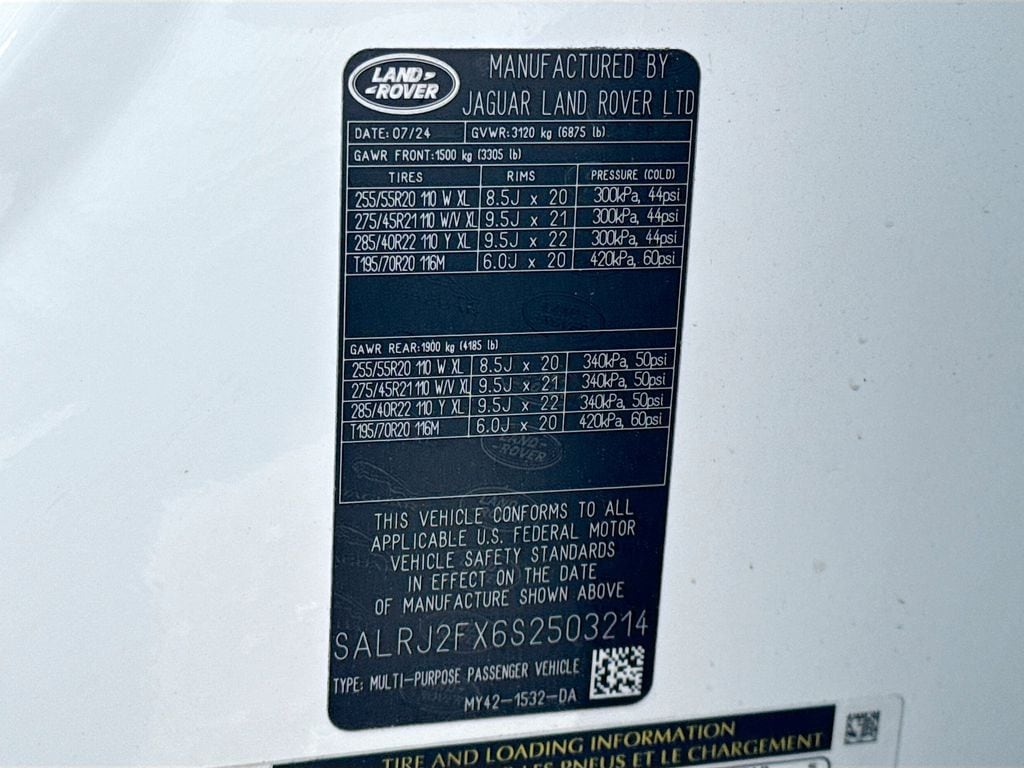 LAND ROVER
MANUFACTURED BY
JAGUAR LAND ROVER LTD
DATE: 07/24 GVWR: 3120 kg (6875 lb)
GAWR FRONT: 1500 kg (3305 lb)
TIRES RIMS PRESSURE (COLD)
255/55R20 110 W XL 8.5J x 20 300kPa, 44psi
275/45R21 110 W/V XL 9.5J x 21 300kPa, 44psi
285/40R22 110 Y XL 9.5J x 22 300kPa, 44psi
T195/70R20 116M 6.0J x 20 420kPa, 60psi
GAWR REAR: 1900 kg (4185 lb)
255/55R20 110 W XL 8.5J x 20 340kPa, 50psi
275/45R21 110 W/V XL 9.5J x 21 340kPa, 50psi
285/40R22 110 Y XL 9.5J x 22 340kPa, 50psi
T195/70R20 116M 6.0J x 20 420kPa, 60psi
THIS VEHICLE CONFORMS TO ALL
APPLICABLE U.S. FEDERAL MOTOR
VEHICLE SAFETY STANDARDS
IN EFFECT ON THE DATE
OF MANUFACTURE SHOWN ABOVE
SALRJ2FX6S2503214
TYPE: MULTI-PURPOSE PASSENGER VEHICLE
MY42-1532-DA
TIRE AND LOADING INFORMATION
LES PNEUS ET LE CHARGEMENT